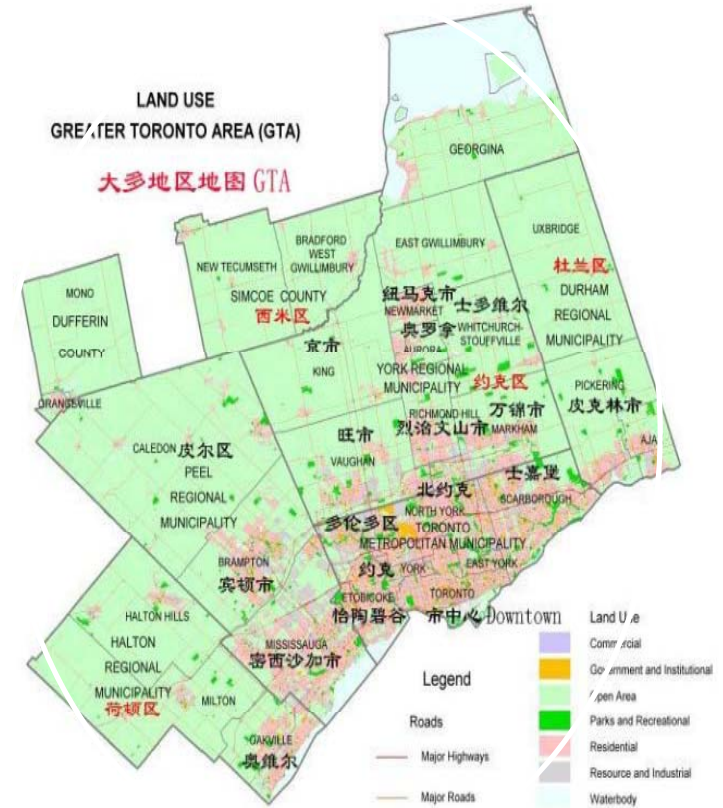 LAND USE
GREATER TORONTO AREA (GTA)
大多地区地图 GTA
GEORGINA
UXBRIDGE
EAST GWILLIMBURY
BRADFORD
WEST
GWILLIMBURY
NEW TECUMSETH
SIMCOE COUNTY
西米区
杜兰区
DURHAM
REGIONAL
MUNICIPALITY
MONO
DUFFERIN
COUNTY
ORANGEVILLE
纽马克市
NEWMARKET
士多维尔
WHITCHURCH-
STOUFFVILLE
奥罗拿
AURORA
京市
KING
YORK REGIONAL
MUNICIPALITY
约克区
PICKERING
皮克林市
RICHMOND HILL
烈治文山市
万锦市
MARKHAM
旺市
VAUGHAN
AJA
CALEDON
皮尔区
PEEL
REGIONAL
MUNICIPALITY
士嘉堡
SCARBOROUGH
北约克
NORTH YORK
多伦多区
TORONTO
METROPOLITAN MUNICIPALITY
约克
YORK
EAST YORK
BRAMPTON
宾顿市
ETOBICOKE
怡陶碧谷
TORONTO
市中心 Downtown
HALTON HILLS
HALTON
REGIONAL
MUNICIPALITY
荷顿区
MISSISSAUGA
密西沙加市
MILTON
OAKVILLE
奥维尔
Legend
Roads
Major Highways
Major Roads
Land Use
Commercial
Government and Institutional
Open Area
Parks and Recreational
Residential
Resource and Industrial
Waterbody